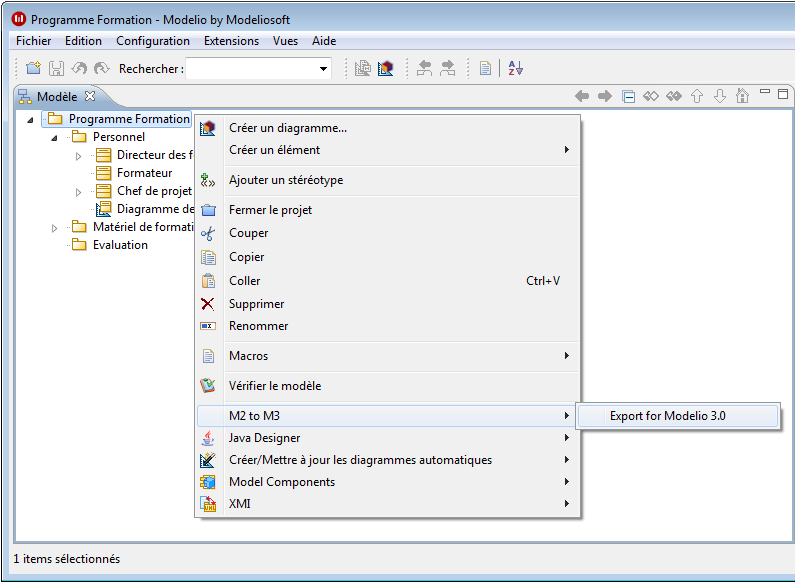 Programme Formation - Modelio by Modeliosoft
Fichier Edition Configuration Extensions Vues Aide
Rechercher :
Modèle
Programme Formation
Personnel
Directeur des f
Formateur
Chef de projet
Diagramme de
Matériel de formati
Evaluation
Créer un diagramme...
Créer un élément
Ajouter un stéréotype
Fermer le projet
Couper
Copier
Coller Ctrl+V
Supprimer
Renommer
Macros
Vérifier le modèle
M2 to M3
Export for Modelio 3.0
Java Designer
Créer/Mettre à jour les diagrammes automatiques
Model Components
XMI
1 items sélectionnés